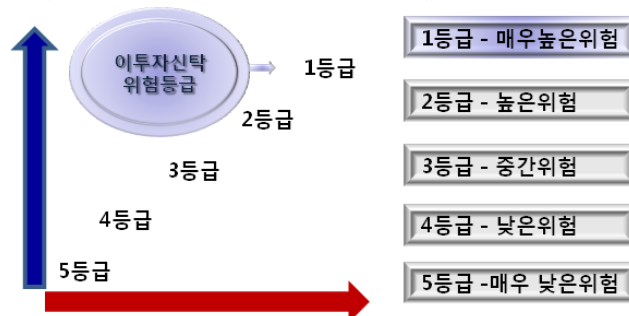 이투자신탁
위험등급
1등급
2등급
3등급
4등급
5등급
1등급 - 매우높은위험
2등급 - 높은위험
3등급 - 중간위험
4등급 - 낮은위험
5등급 -매우 낮은위험